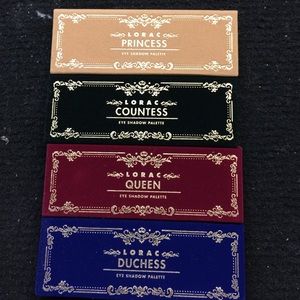 LORAC
PRINCESS
EYE SHADOW PALETTE
LORAC
COUNTESS
EYE SHADOW PALETTE
LORAC
QUEEN
EYE SHADOW PALETTE
LORAC
DUCHESS
EYE SHADOW PALETTE